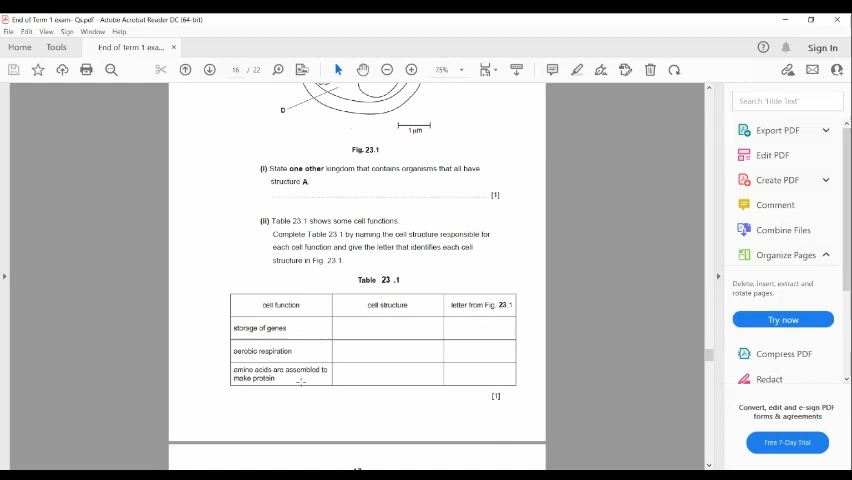 End of Term 1 exam- Qs.pdf - Adobe Acrobat Reader DC (64-bit)
File Edit View Sign Window Help
Home Tools End of Term 1 exa... ×
Sign In
16 / 22
75%
D
1 µm
Fig. 23.1
(i) State one other kingdom that contains organisms that all have
structure A.
[1]
(ii) Table 23.1 shows some cell functions.
Complete Table 23.1 by naming the cell structure responsible for
each cell function and give the letter that identifies each cell
structure in Fig. 23.1.
Table 23 .1
cell function cell structure letter from Fig. 23.1
storage of genes
aerobic respiration
amino acids are assembled to
make protein
[1]
Search 'Hide Text'
Export PDF
Edit PDF
Create PDF
Comment
Combine Files
Organize Pages
Delete, insert, extract and
rotate pages.
Try now
Compress PDF
Redact
Convert, edit and e-sign PDF
forms & agreements
Free 7-Day Trial